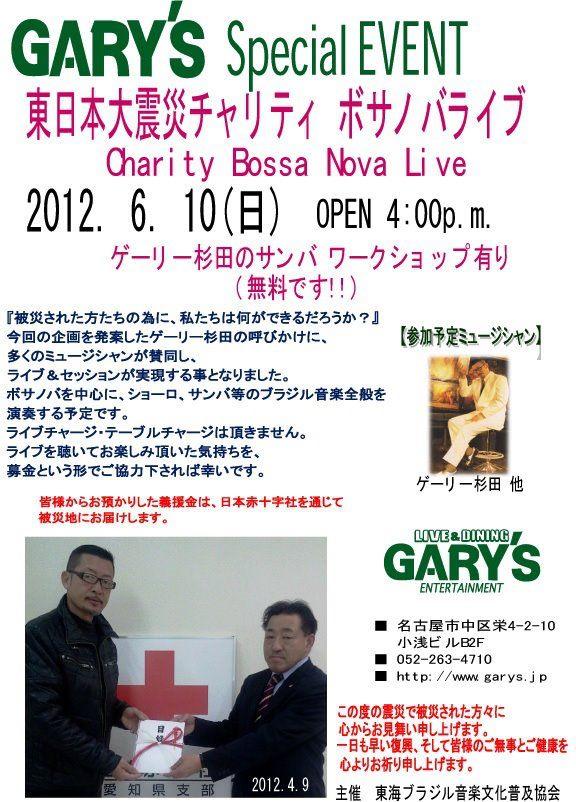 GARY'S Special EVENT
東日本大震災チャリティ ボサノバライブ
Charity Bossa Nova Live
2012. 6. 10(日) OPEN 4:00p.m.
ゲーリー杉田のサンバ ワークショップ有り
(無料です!!)
『被災された方たちの為に、私たちは何ができるだろうか？』
今回の企画を発案したゲーリー杉田の呼びかけに、
多くのミュージシャンが賛同し、
ライブ＆セッションが実現する事となりました。
ボサノバを中心に、ショーロ、サンバ等のブラジル音楽全般を
演奏する予定です。
ライブチャージ・テーブルチャージは頂きません。
ライブを聴いてお楽しみ頂いた気持ちを、
募金という形でご協力下されば幸いです。
皆様からお預かりした義援金は、日本赤十字社を通じて
被災地にお届けします。
【参加予定ミュージシャン】
ゲーリー杉田 他
LIVE & DINING
GARY'S
ENTERTAINMENT
■ 名古屋市中区栄4-2-10
小浅ビルB2F
■ 052-263-4710
■ http://www.garys.jp
目録
愛知県支部
2012.4.9
この度の震災で被災された方々に
心からお見舞い申し上げます。
一日も早い復興、そして皆様のご無事とご健康を
心よりお祈り申し上げます。
主催 東海ブラジル音楽文化普及協会